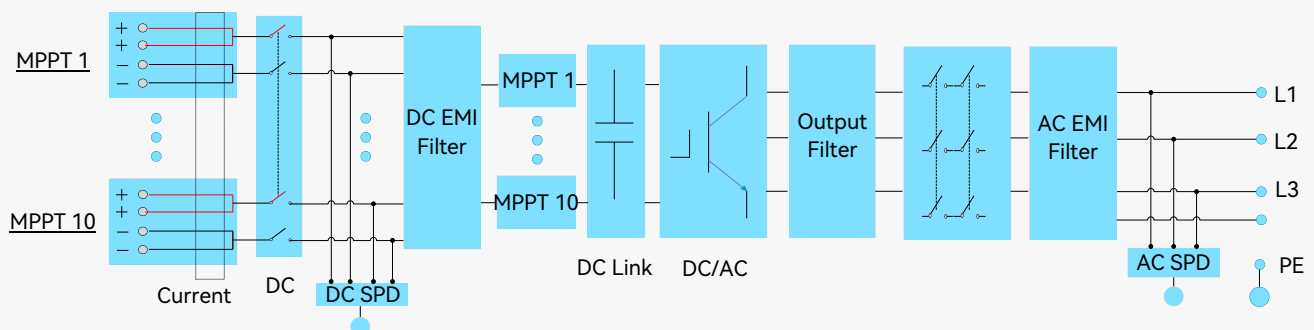 MPPT 1
+
+
−
−
MPPT 10
+
+
−
−
Current
DC
DC SPD
DC EMI
Filter
MPPT 1
MPPT 10
DC Link
DC/AC
Output
Filter
AC EMI
Filter
L1
L2
L3
AC SPD
PE